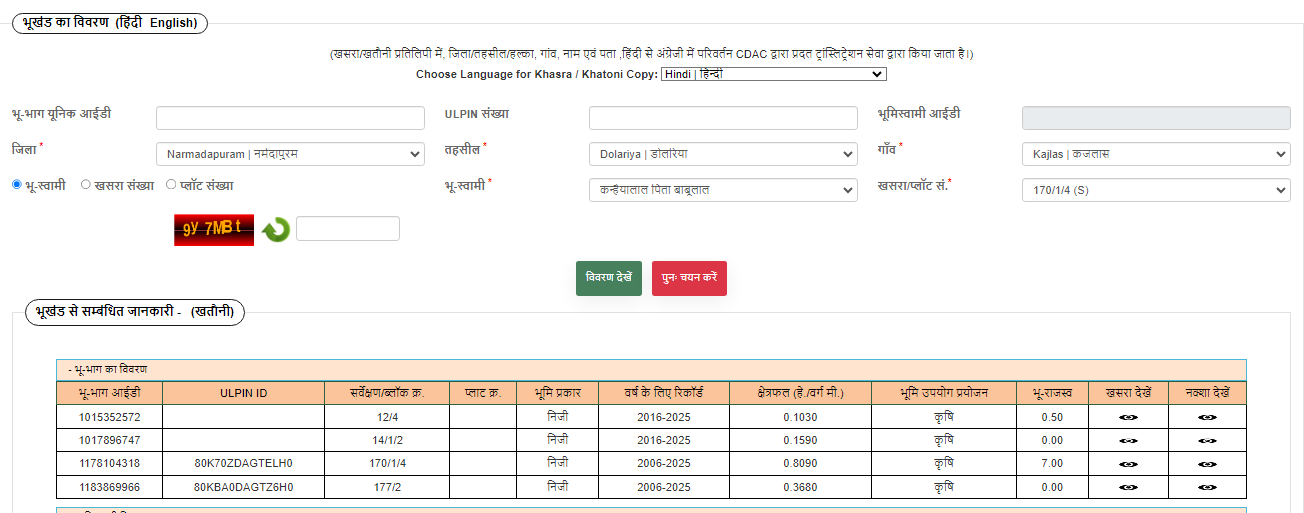 भूखंड का विवरण (हिंदी English)
(खसरा/खतौनी प्रतिलिपी में, जिला/तहसील/हल्का, गांव, नाम एवं पता ,हिंदी से अंग्रेजी में परिवर्तन CDAC द्वारा प्रदत ट्रांस्लिट्रेशन सेवा द्वारा किया जाता है।)
Choose Language for Khasra / Khatoni Copy: Hindi | हिन्दी
भू-भाग यूनिक आईडी ULPIN संख्या भूमिस्वामी आईडी
जिला * Narmadapuram | नर्मदापुरम तहसील * Dolariya | डोलरिया गाँव * Kajlas | कजलास
भू-स्वामी खसरा संख्या प्लॉट संख्या भू-स्वामी * कन्हैयालाल पिता बाबूलाल खसरा/प्लॉट सं.* 170/1/4 (S)
9y 7MBt
विवरण देखें पुनः चयन करें
भूखंड से सम्बंधित जानकारी - (खतौनी)
- भू-भाग का विवरण
भू-भाग आईडी ULPIN ID सर्वेक्षण/ब्लॉक क्र. प्लाट क्र. भूमि प्रकार वर्ष के लिए रिकॉर्ड क्षेत्रफल (हे./वर्ग मी.) भूमि उपयोग प्रयोजन भू-राजस्व खसरा देखें नक्शा देखें
1015352572 12/4 निजी 2016-2025 0.1030 कृषि 0.50
1017896747 14/1/2 निजी 2016-2025 0.1590 कृषि 0.00
1178104318 80K70ZDAGTELH0 170/1/4 निजी 2006-2025 0.8090 कृषि 7.00
1183869966 80KBA0DAGTZ6H0 177/2 निजी 2006-2025 0.3680 कृषि 0.00